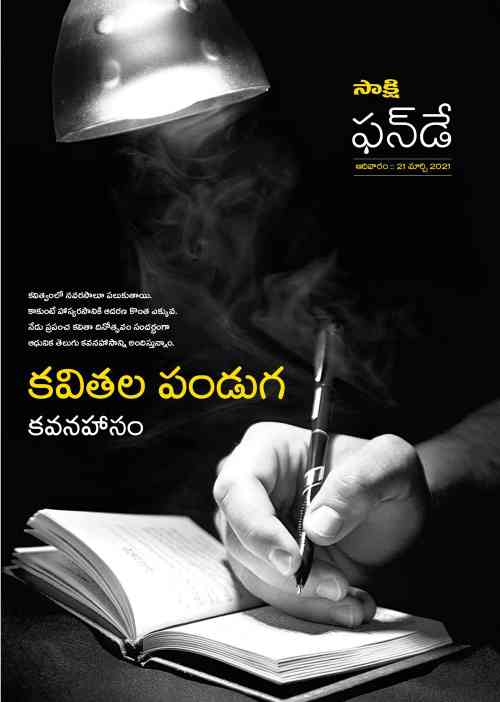 సాక్షి
ఫన్‌డే
ఆదివారం :: 21 మార్చి 2021
కవిత్వంలో నవరసాలూ పలుకుతాయి.
కాకుంటే హాస్యరసానికి ఆదరణ కొంత ఎక్కువ.
నేడు ప్రపంచ కవితా దినోత్సవం సందర్భంగా
ఆధునిక తెలుగు కవనహాసాన్ని అందిస్తున్నాం.
కవితల పండుగ
కవనహాసం